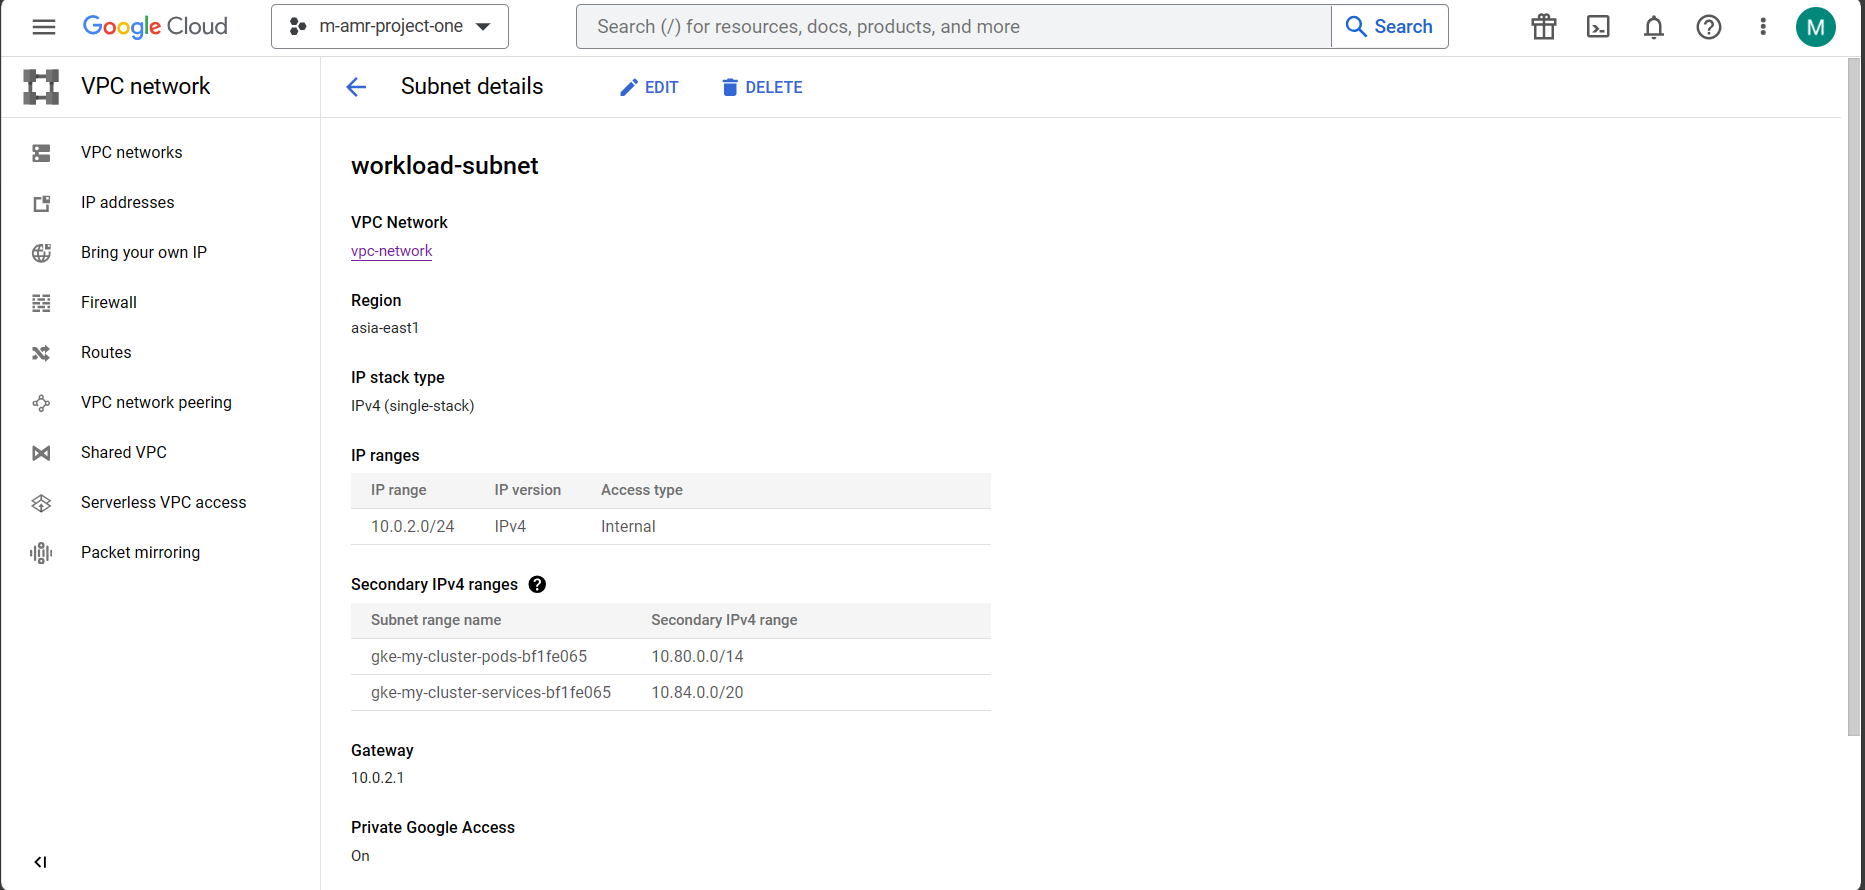 Google Cloud
m-amr-project-one
Search (/) for resources, docs, products, and more
Search
M
VPC network
Subnet details
EDIT
DELETE
VPC networks
IP addresses
Bring your own IP
Firewall
Routes
VPC network peering
Shared VPC
Serverless VPC access
Packet mirroring
workload-subnet
VPC Network
vpc-network
Region
asia-east1
IP stack type
IPv4 (single-stack)
IP ranges
IP range IP version Access type
10.0.2.0/24 IPv4 Internal
Secondary IPv4 ranges
Subnet range name Secondary IPv4 range
gke-my-cluster-pods-bf1fe065 10.80.0.0/14
gke-my-cluster-services-bf1fe065 10.84.0.0/20
Gateway
10.0.2.1
Private Google Access
On